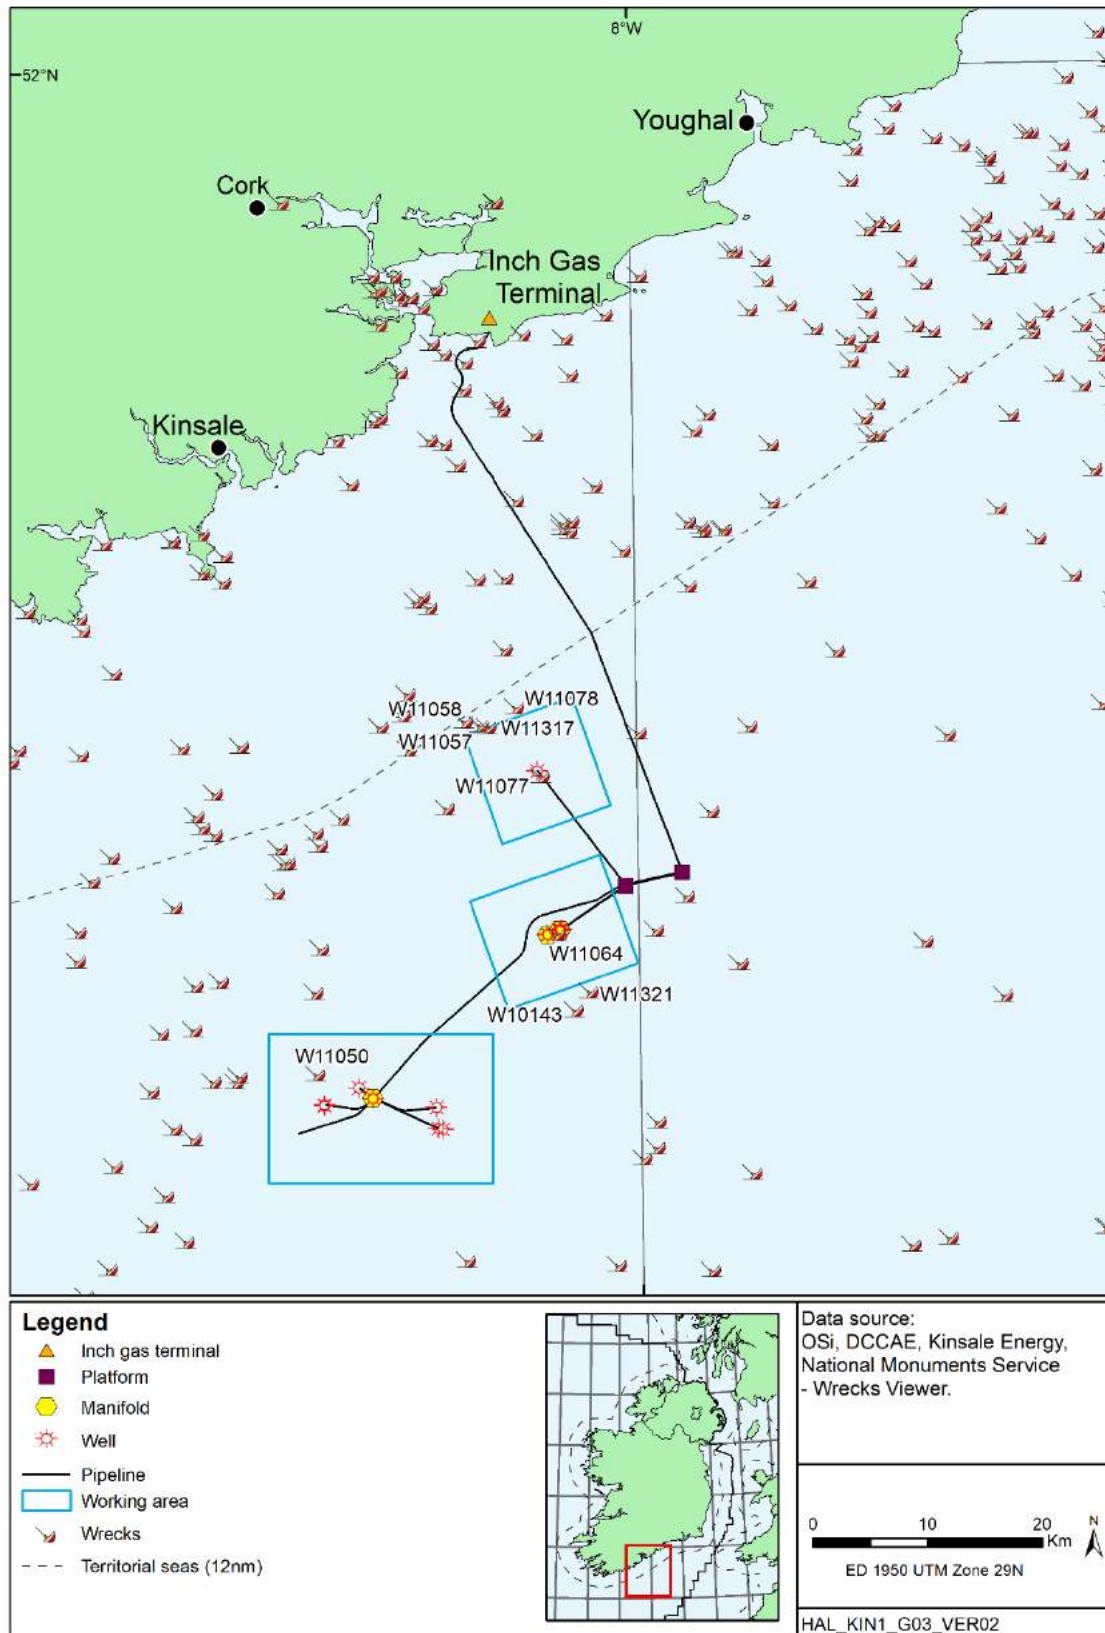 8°W
52°N
Youghal
Cork
Inch Gas
Terminal
Kinsale
W11078
W11058
W11317
W11057
W11077
W11064
W11321
W10143
W11050
Legend
Inch gas terminal
Platform
Manifold
Well
Pipeline
Working area
Wrecks
Territorial seas (12nm)
Data source:
OSi, DCCAE, Kinsale Energy,
National Monuments Service
- Wrecks Viewer.
0 10 20
Km
N
ED 1950 UTM Zone 29N
HAL_KIN1_G03_VER02